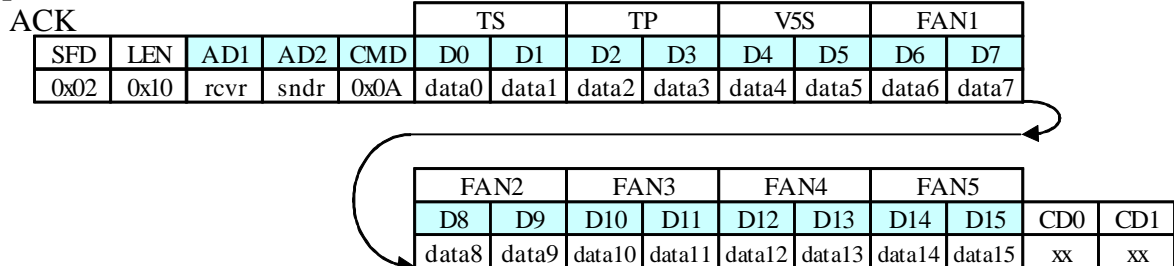 ACK
TS TP V5S FAN1
SFD LEN AD1 AD2 CMD D0 D1 D2 D3 D4 D5 D6 D7
0x02 0x10 rcvr sndr 0x0A data0 data1 data2 data3 data4 data5 data6 data7
FAN2 FAN3 FAN4 FAN5
D8 D9 D10 D11 D12 D13 D14 D15 CD0 CD1
data8 data9 data10 data11 data12 data13 data14 data15 xx xx